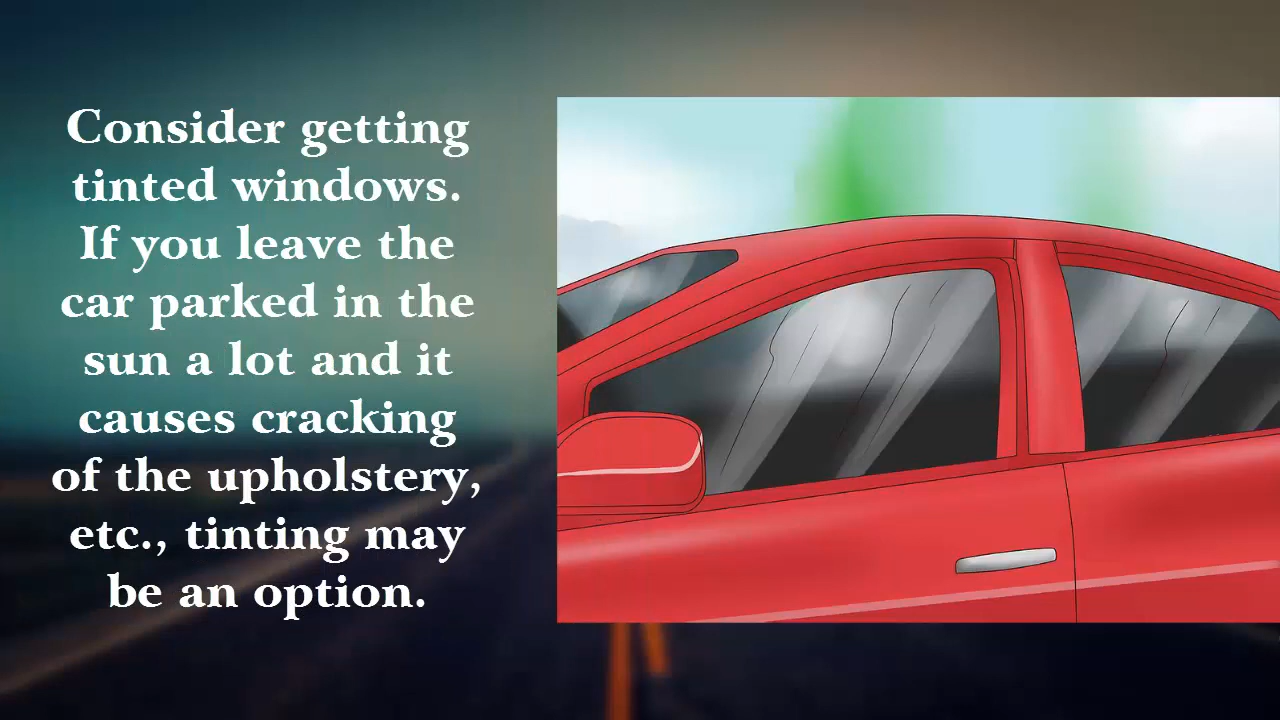 Consider getting
tinted windows.
If you leave the
car parked in the
sun a lot and it
causes cracking
of the upholstery,
etc., tinting may
be an option.